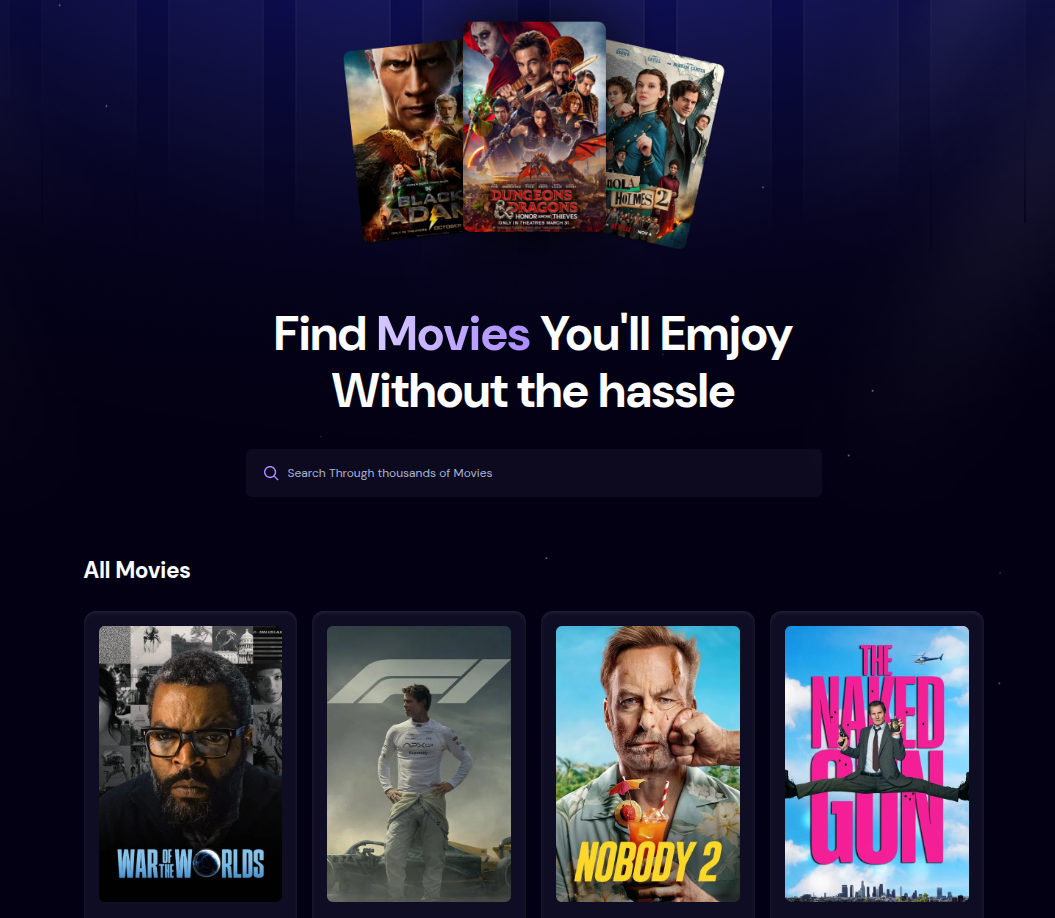 BLACK
ADAM
DUNGEONS
& DRAGONS
HONOR AMONG THIEVES
ONLY IN THEATRES MARCH 31
HOLMES 2
NOV 4
Find Movies You'll Emjoy
Without the hassle
Search Through thousands of Movies
All Movies
WAR OF THE WORLDS
F1
NOBODY 2
THE
NAKED
GUN